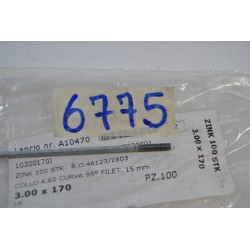 6775
Lanrio nr. A10470
103001701
ZINK 100 STK R.O.46123/2803
COLLO 4,60 CURVA 95° FILET. 15 mm
PZ.100
3.00 x 170
ZINK 100 STK
3.00 x 170